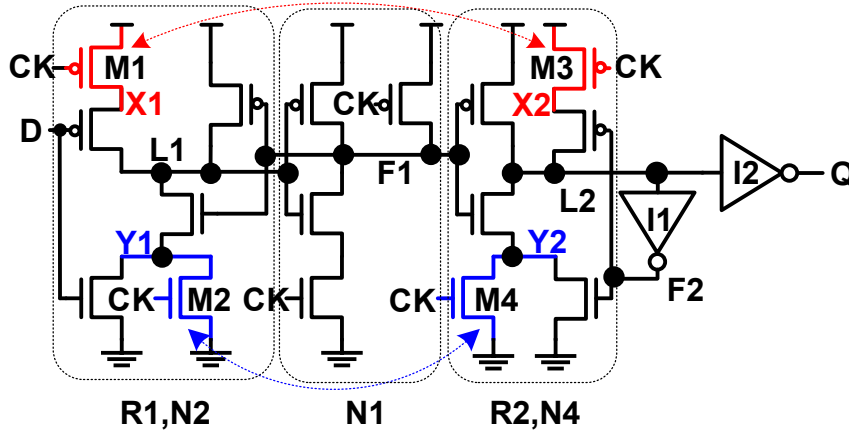 CK M1 M3 CK
X1 CK X2
D
L1 F1 L2 I2 Q
I1
Y1 Y2
CK M2 CK CK M4 F2
R1,N2 N1 R2,N4